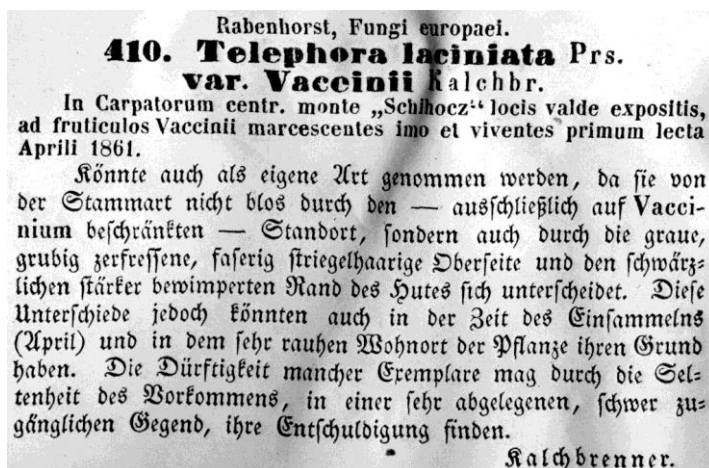 Rabenhorst, Fungi europaei.
410. Telephora laciniata Prs.
var. Vaccinii Kalchbr.
In Carpatorum centr. monte „Schlhocz“ locis valde expositis,
ad fruticulos Vaccinii marcescentes imo et viventes primum lecta
Aprili 1861.
Könnte auch als eigene Art genommen werden, da sie von
der Stammart nicht blos durch den — ausschließlich auf Vacci-
nium beschränkten — Standort, sondern auch durch die graue,
grubig zerfressene, faserig striegelhaarige Oberseite und den schwärz-
lichen stärker bewimperten Rand des Hutes sich unterscheidet. Diese
Unterschiede jedoch könnten auch in der Zeit des Einsammelns
(April) und in dem sehr rauhen Wohnort der Pflanze ihren Grund
haben. Die Dürftigkeit mancher Exemplare mag durch die Sel-
tenheit des Vorkommens, in einer sehr abgelegenen, schwer zu-
gänglichen Gegend, ihre Entschuldigung finden.
Kalchbrenner.